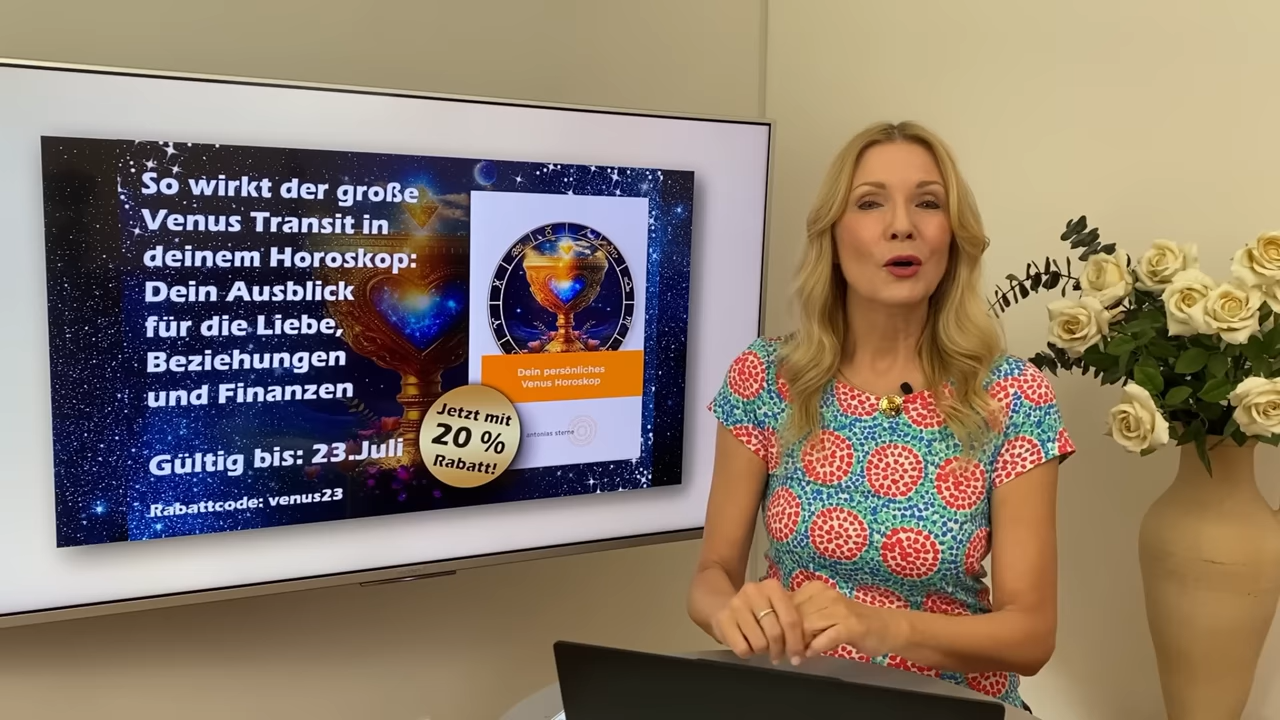 So wirkt der große
Venus Transit in
deinem Horoskop:
Dein Ausblick
für die Liebe,
Beziehungen
und Finanzen
Gültig bis: 23.Juli
Rabattcode: venus23
Jetzt mit
20 %
Rabatt!
Dein persönliches
Venus Horoskop
antonias sterne